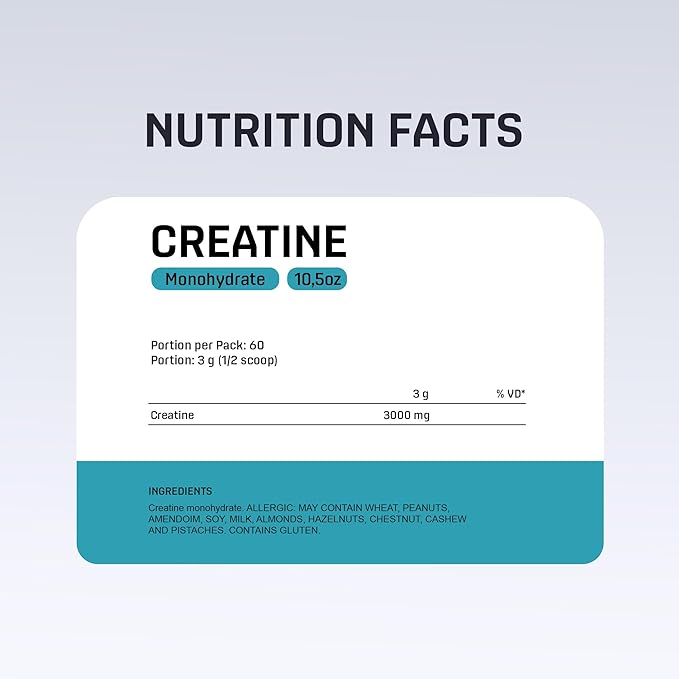 NUTRITION FACTS
CREATINE
Monohydrate 10,5oz
Portion per Pack: 60
Portion: 3 g (1/2 scoop)
3 g % VD*
Creatine 3000 mg
INGREDIENTS
Creatine monohydrate. ALLERGIC: MAY CONTAIN WHEAT, PEANUTS,
AMENDOIM, SOY, MILK, ALMONDS, HAZELNUTS, CHESTNUT, CASHEW
AND PISTACHES. CONTAINS GLUTEN.